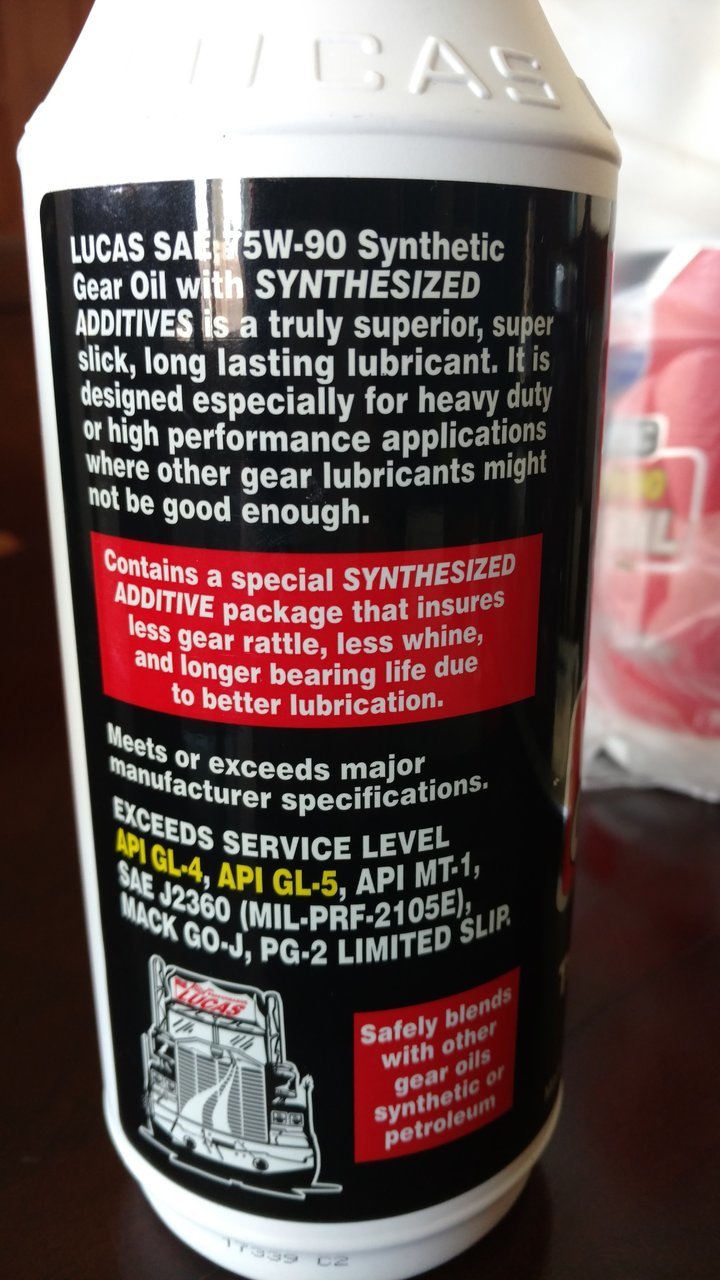 LUCAS
LUCAS SAE 75W-90 Synthetic
Gear Oil with SYNTHESIZED
ADDITIVES is a truly superior, super
slick, long lasting lubricant. It is
designed especially for heavy duty
or high performance applications
where other gear lubricants might
not be good enough.
Contains a special SYNTHESIZED
ADDITIVE package that insures
less gear rattle, less whine,
and longer bearing life due
to better lubrication.
Meets or exceeds major
manufacturer specifications.
EXCEEDS SERVICE LEVEL
API GL-4, API GL-5, API MT-1,
SAE J2360 (MIL-PRF-2105E),
MACK GO-J, PG-2 LIMITED SLIP.
LUCAS
Safely blends
with other
gear oils
synthetic or
petroleum
17339 C2